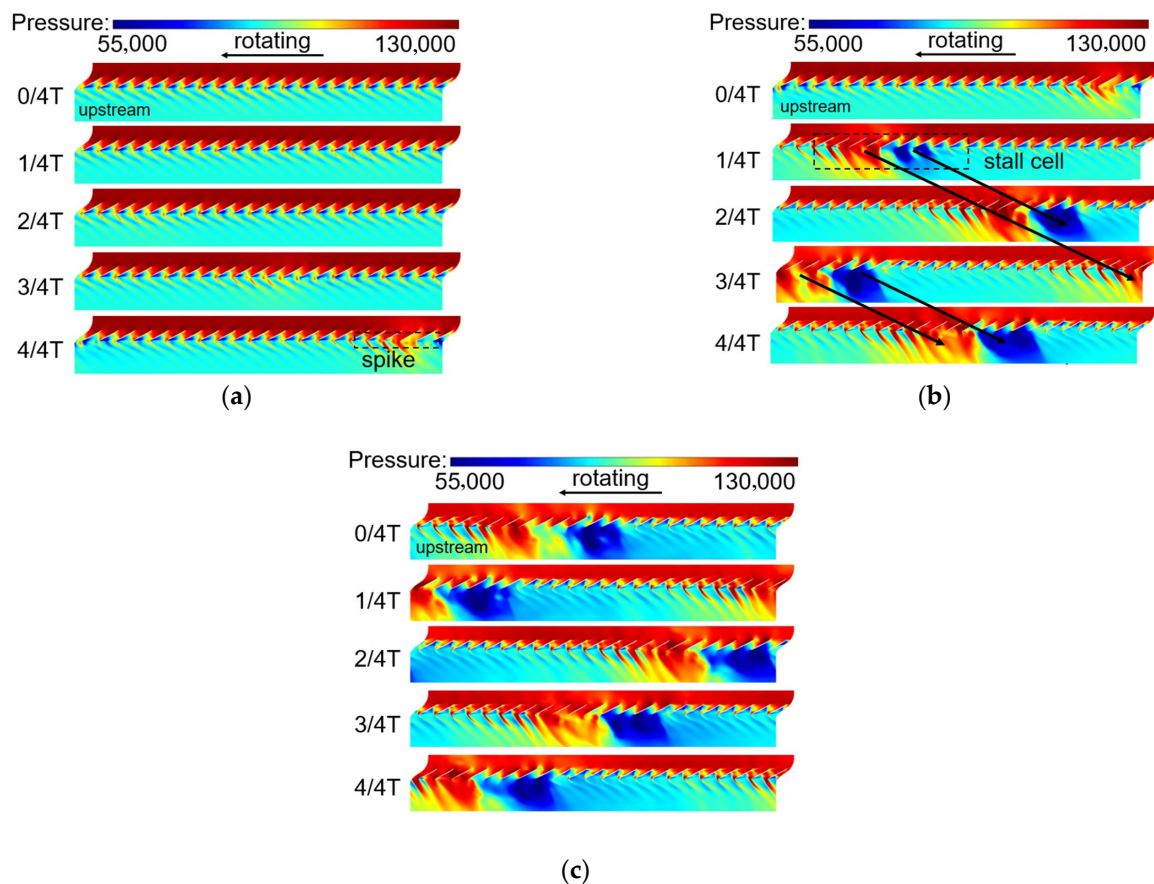 Pressure:
55,000 rotating 130,000
0/4T
upstream
1/4T
2/4T
3/4T
4/4T
spike
(a)
Pressure:
55,000 rotating 130,000
0/4T
upstream
1/4T
stall cell
2/4T
3/4T
4/4T
(b)
Pressure:
55,000 rotating 130,000
0/4T
upstream
1/4T
2/4T
3/4T
4/4T
(c)